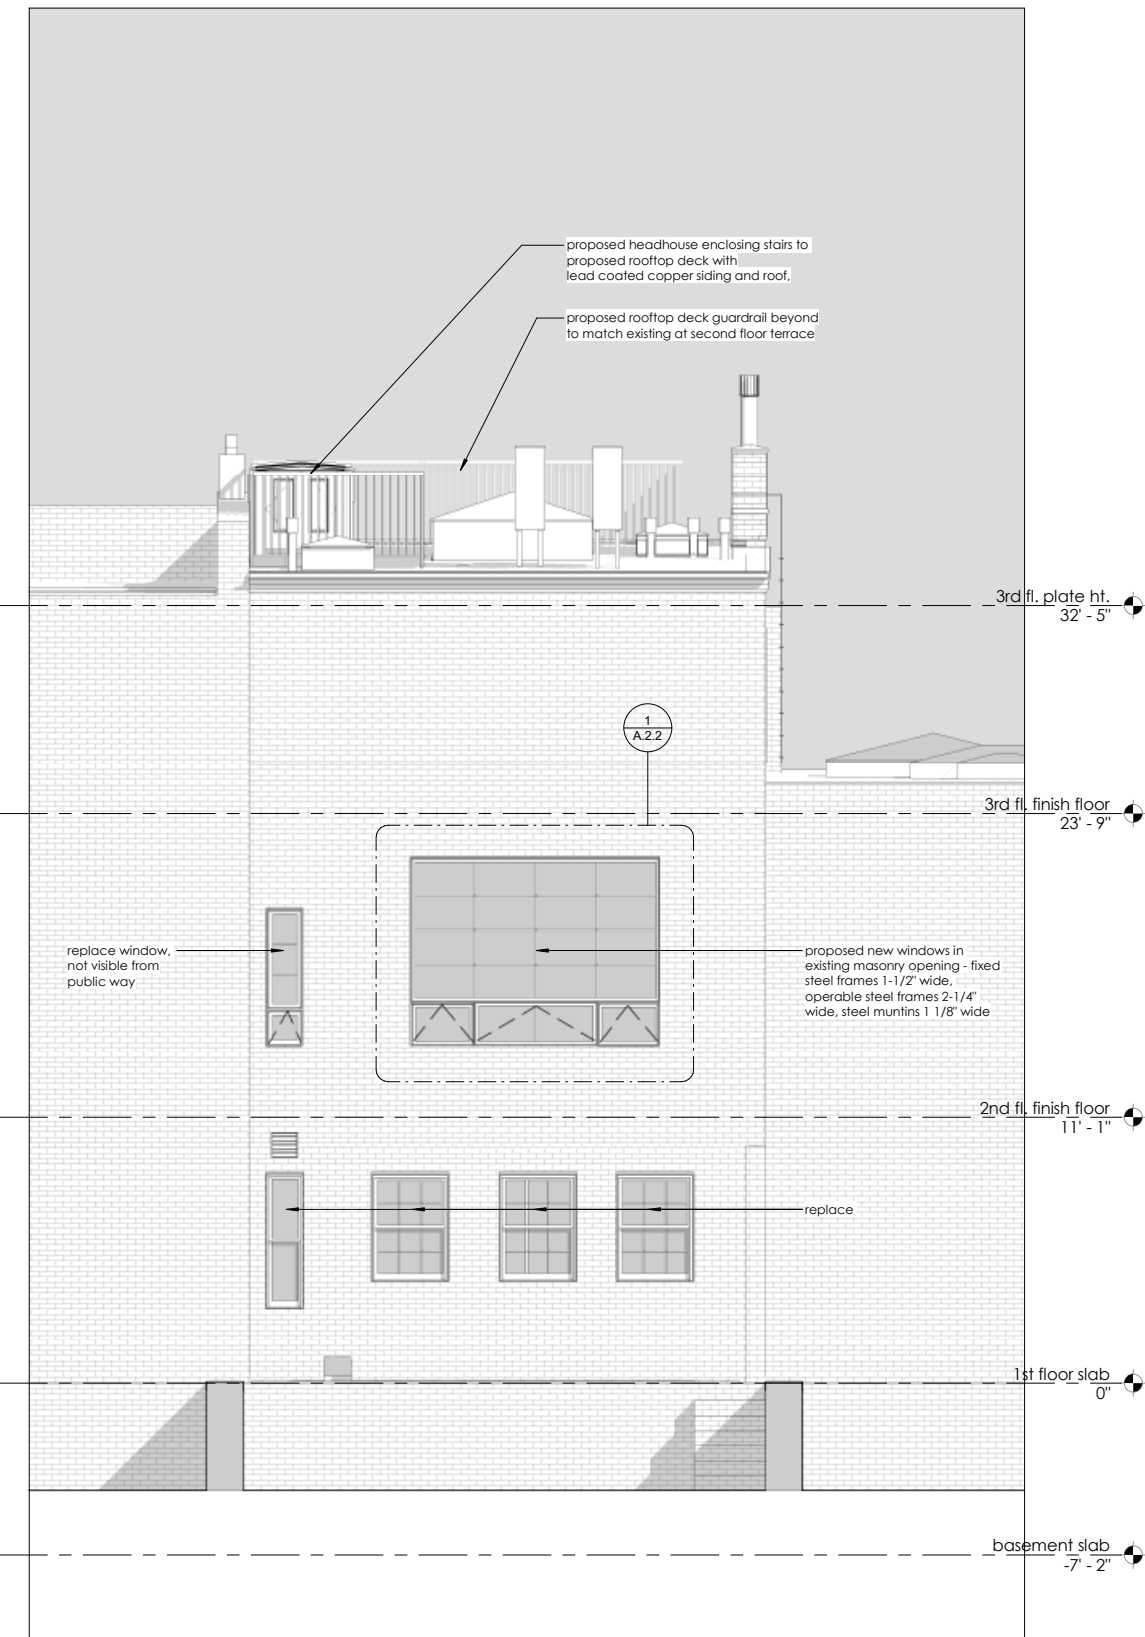 proposed headhouse enclosing stairs to
proposed rooftop deck with
lead coated copper siding and roof,
proposed rooftop deck guardrail beyond
to match existing at second floor terrace
3rd fl. plate ht.
32' - 5"
1
A.2.2
3rd fl. finish floor
23' - 9"
replace window,
not visible from
public way
proposed new windows in
existing masonry opening - fixed
steel frames 1-1/2" wide,
operable steel frames 2-1/4"
wide, steel muntins 1 1/8" wide
2nd fl. finish floor
11' - 1"
replace
1st floor slab
0"
basement slab
-7' - 2"